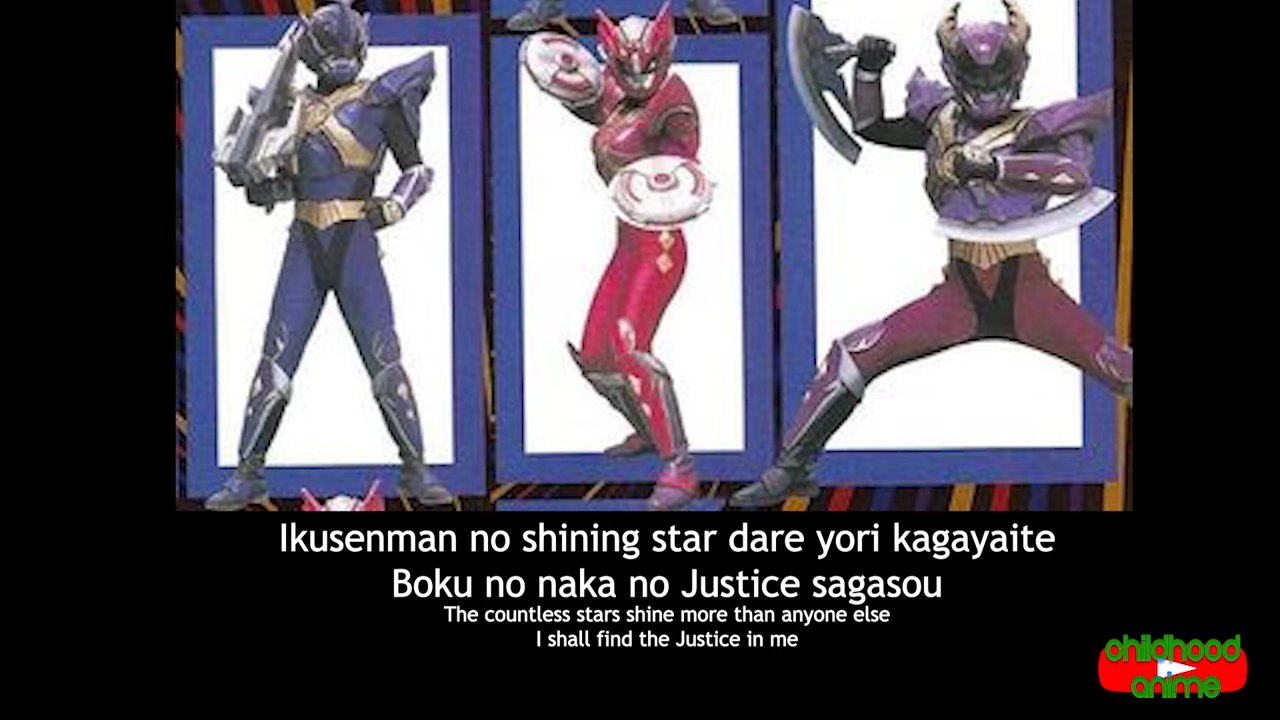 Ikusenman no shining star dare yori kagayaite
Boku no naka no Justice sagasou
The countless stars shine more than anyone else
I shall find the Justice in me
childhood
anime